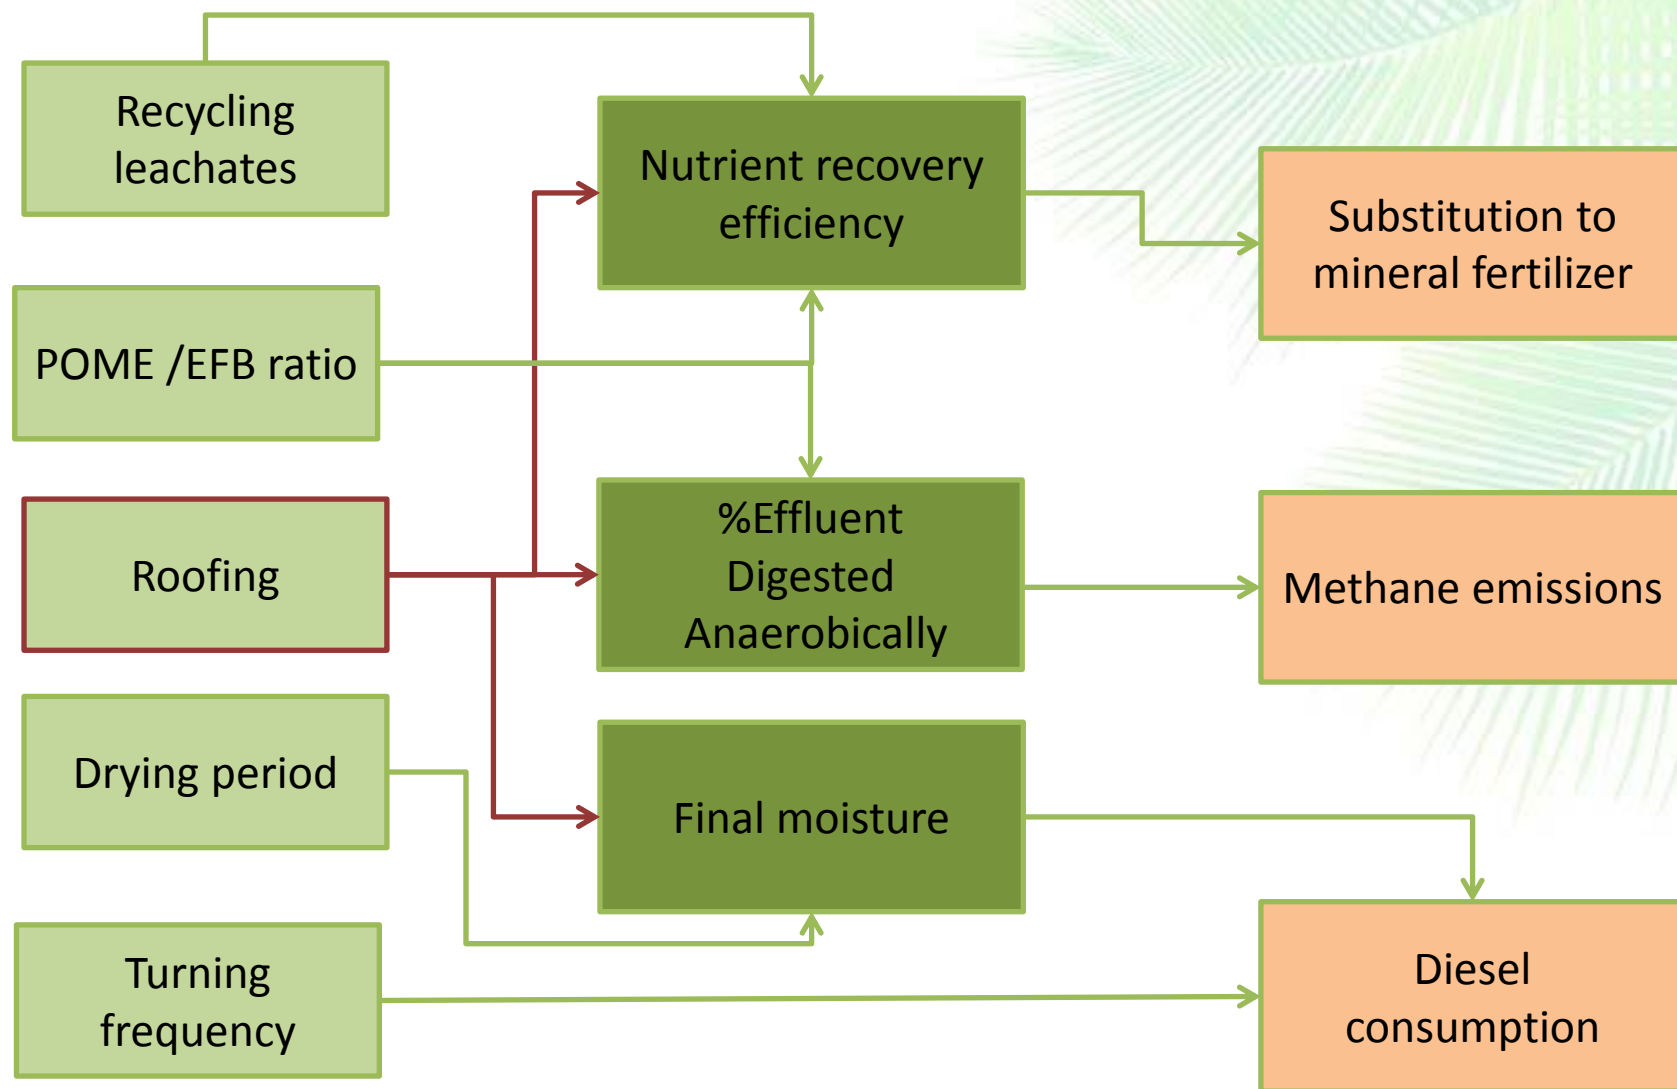 Recycling
leachates
POME /EFB ratio
Roofing
Drying period
Turning
frequency
Nutrient recovery
efficiency
%Effluent
Digested
Anaerobically
Final moisture
Substitution to
mineral fertilizer
Methane emissions
Diesel
consumption